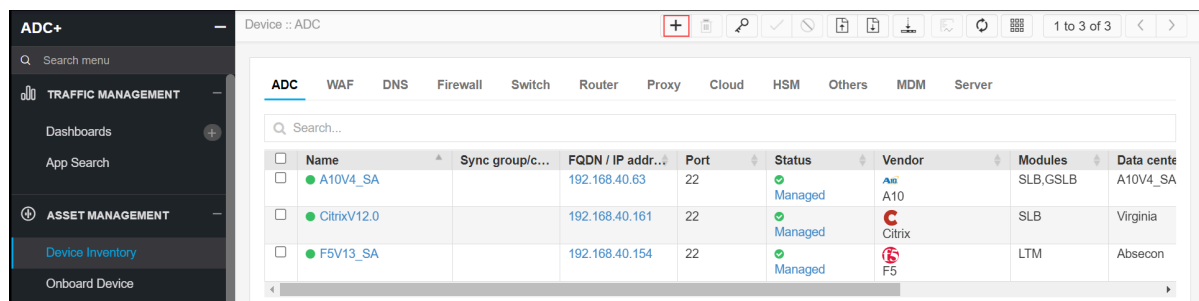 ADC+
Device :: ADC
1 to 3 of 3
Search menu
TRAFFIC MANAGEMENT
Dashboards
App Search
ASSET MANAGEMENT
Device Inventory
Onboard Device
ADC WAF DNS Firewall Switch Router Proxy Cloud HSM Others MDM Server
Search...
Name Sync group/c... FQDN / IP addr... Port Status Vendor Modules Data cente
A10V4_SA 192.168.40.63 22 Managed A10 A10 SLB,GSLB A10V4_SA
CitrixV12.0 192.168.40.161 22 Managed Citrix SLB Virginia
F5V13_SA 192.168.40.154 22 Managed F5 F5 LTM Absecon